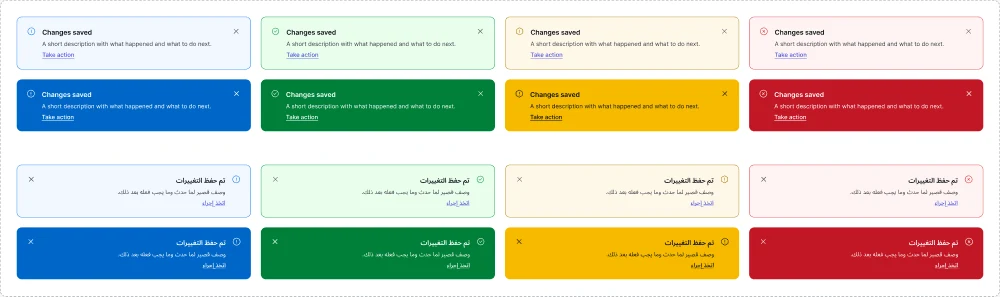 Changes saved
A short description with what happened and what to do next.
Take action
Changes saved
A short description with what happened and what to do next.
Take action
Changes saved
A short description with what happened and what to do next.
Take action
Changes saved
A short description with what happened and what to do next.
Take action
Changes saved
A short description with what happened and what to do next.
Take action
Changes saved
A short description with what happened and what to do next.
Take action
Changes saved
A short description with what happened and what to do next.
Take action
Changes saved
A short description with what happened and what to do next.
Take action
تم حفظ التغييرات
وصف قصير لما حدث وما يجب فعله بعد ذلك.
اتخذ إجراء
تم حفظ التغييرات
وصف قصير لما حدث وما يجب فعله بعد ذلك.
اتخذ إجراء
تم حفظ التغييرات
وصف قصير لما حدث وما يجب فعله بعد ذلك.
اتخذ إجراء
تم حفظ التغييرات
وصف قصير لما حدث وما يجب فعله بعد ذلك.
اتخذ إجراء
تم حفظ التغييرات
وصف قصير لما حدث وما يجب فعله بعد ذلك.
اتخذ إجراء
تم حفظ التغييرات
وصف قصير لما حدث وما يجب فعله بعد ذلك.
اتخذ إجراء
تم حفظ التغييرات
وصف قصير لما حدث وما يجب فعله بعد ذلك.
اتخذ إجراء
تم حفظ التغييرات
وصف قصير لما حدث وما يجب فعله بعد ذلك.
اتخذ إجراء